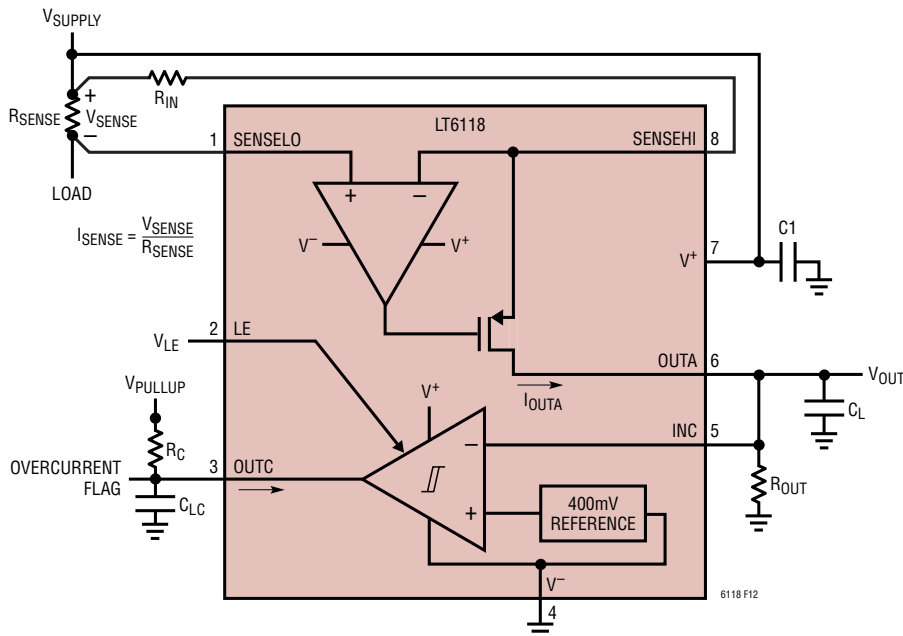 VSUPPLY
RIN
RSENSE
+
VSENSE
–
LOAD
ISENSE = VSENSE
RSENSE
LT6118
1
SENSELO
SENSEHI
8
+
–
V–
V+
V+
7
C1
2
LE
VLE
OUTA
6
VOUT
IOUTA
CL
VPULLUP
RC
V+
INC
5
–
OVERCURRENT
FLAG
3
OUTC
CLC
+
400mV
REFERENCE
ROUT
V–
4
6118 F12